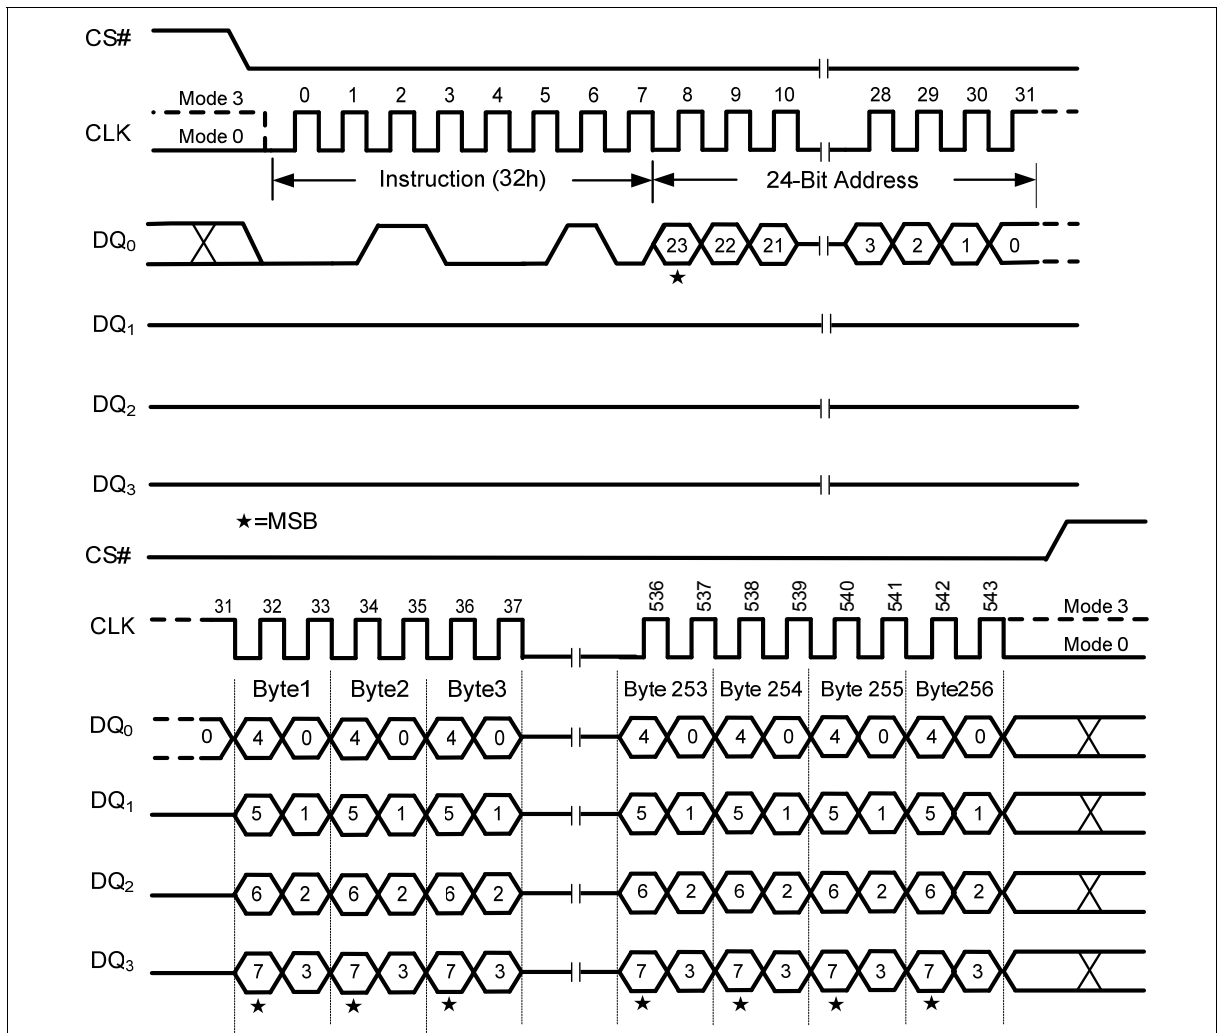 CS#
0 1 2 3 4 5 6 7 8 9 10 28 29 30 31
Mode 3
CLK
Mode 0
Instruction (32h) 24-Bit Address
DQ0 23 22 21 3 2 1 0
★
DQ1
DQ2
DQ3
★=MSB
CS#
31 32 33 34 35 36 37 536 537 538 539 540 541 542 543
CLK Mode 3
Mode 0
Byte1 Byte2 Byte3 Byte 253 Byte 254 Byte 255 Byte256
DQ0 0 4 0 4 0 4 0 4 0 4 0 4 0 4 0
DQ1 5 1 5 1 5 1 5 1 5 1 5 1 5 1
DQ2 6 2 6 2 6 2 6 2 6 2 6 2 6 2
DQ3 7 3 7 3 7 3 7 3 7 3 7 3 7 3
★ ★ ★ ★ ★ ★ ★